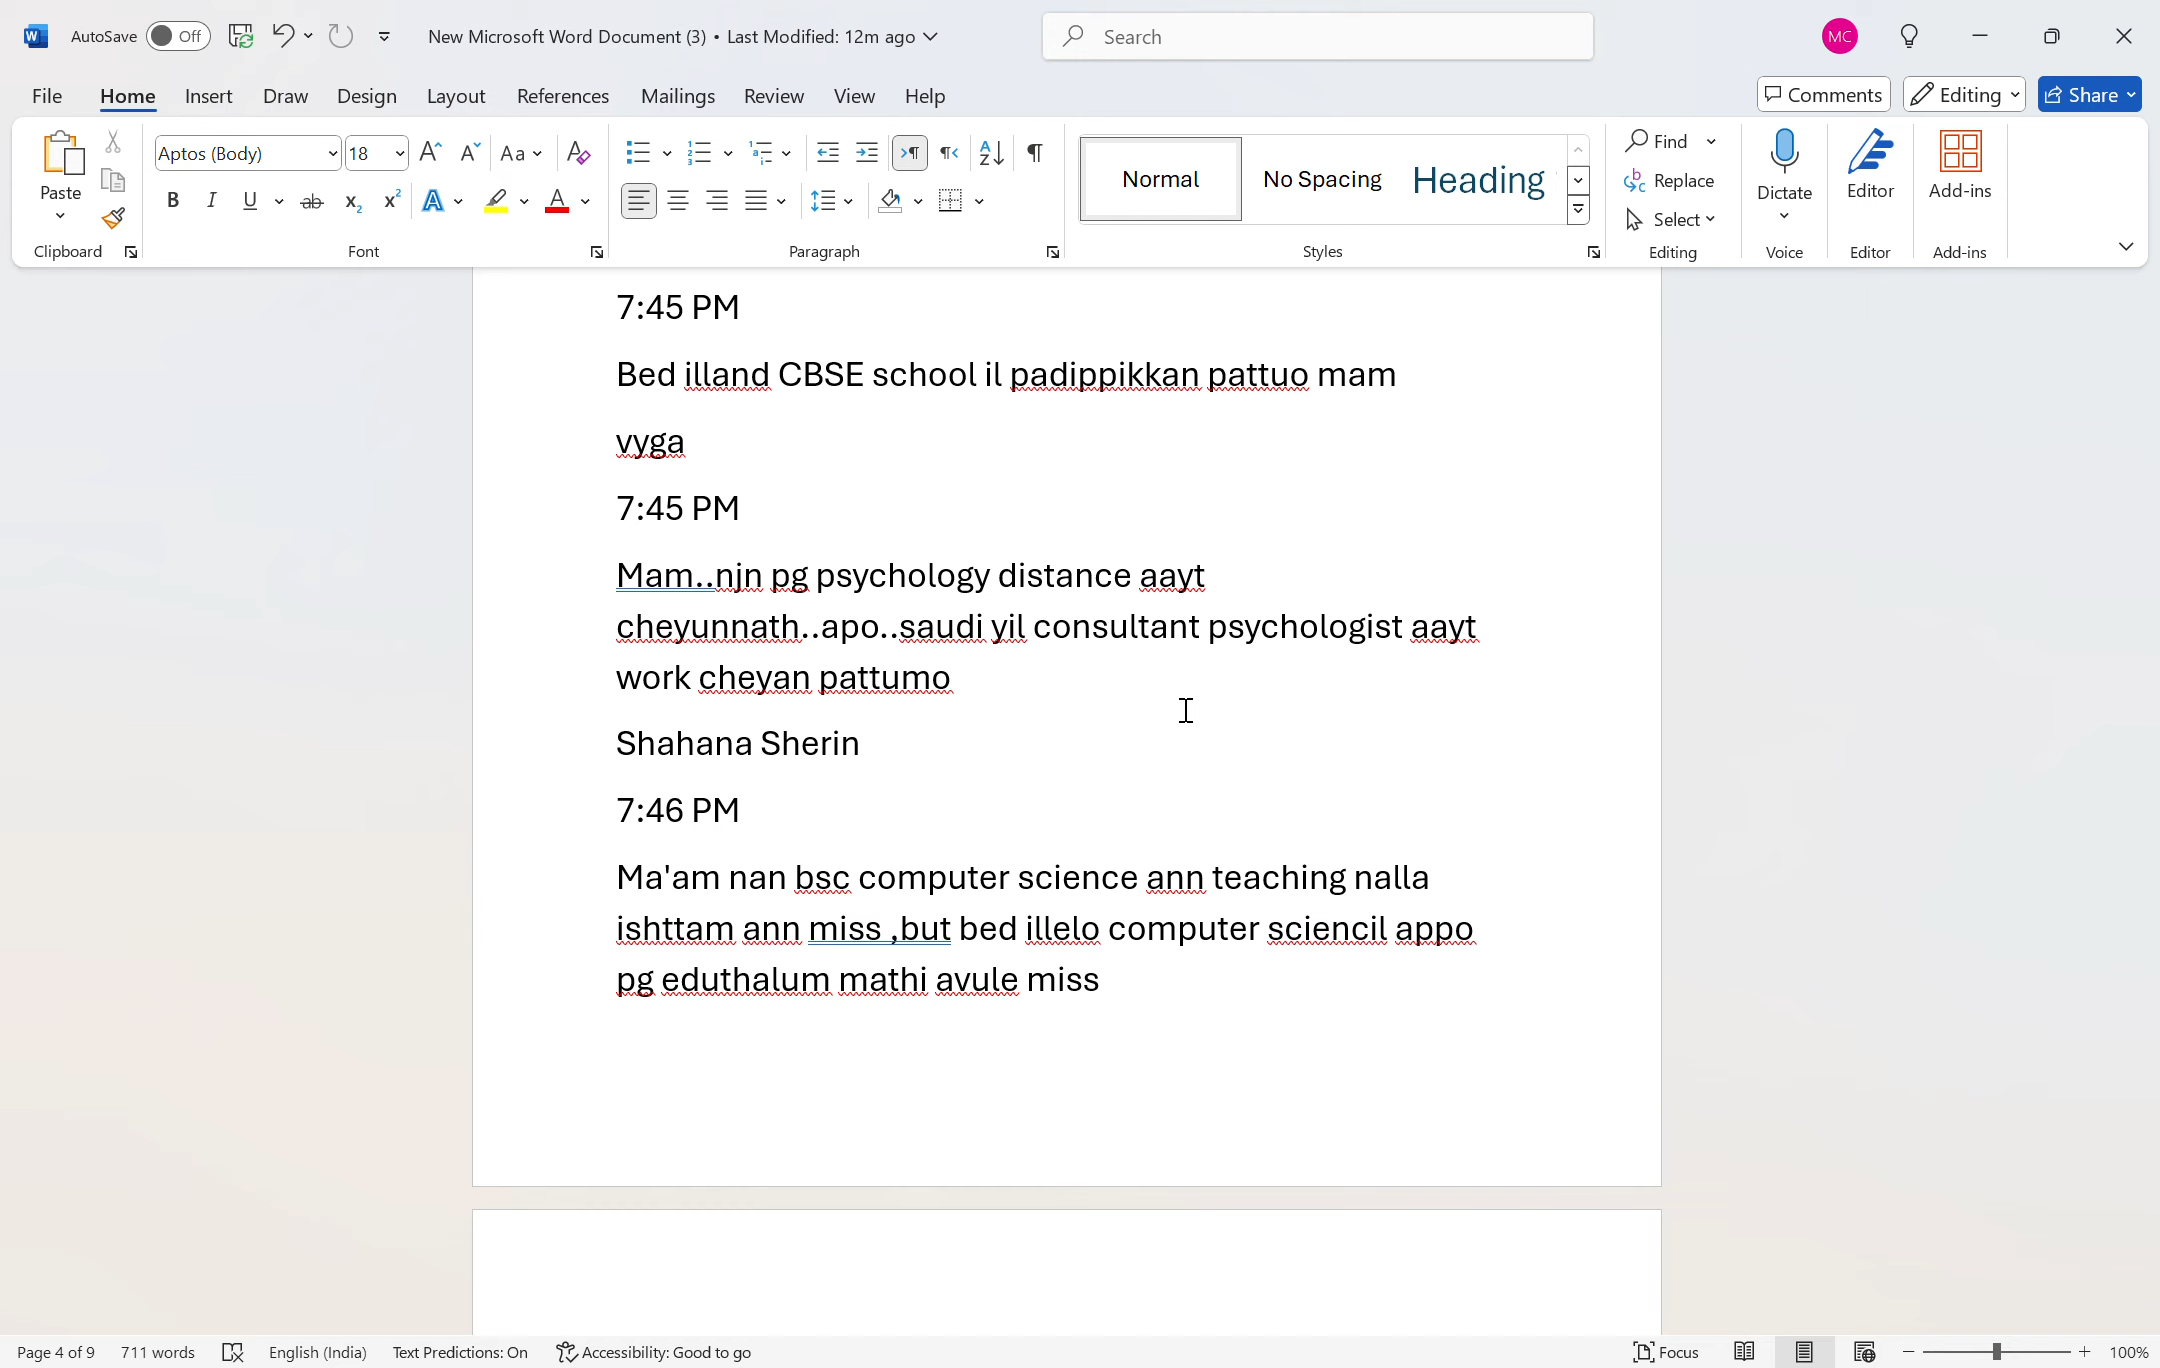 AutoSave Off New Microsoft Word Document (3) • Last Modified: 12m ago Search MC
File Home Insert Draw Design Layout References Mailings Review View Help Comments Editing Share
Paste Aptos (Body) 18 Normal No Spacing Heading Find Replace Select Dictate Editor Add-ins
Clipboard Font Paragraph Styles Editing Voice Editor Add-ins
7:45 PM
Bed illand CBSE school il padippikkan pattuo mam
vyga
7:45 PM
Mam..njn pg psychology distance aayt
cheyunnath..apo..saudi yil consultant psychologist aayt
work cheyan pattumo
Shahana Sherin
7:46 PM
Ma'am nan bsc computer science ann teaching nalla
ishttam ann miss ,but bed illelo computer sciencil appo
pg eduthalum mathi avule miss
Page 4 of 9 711 words English (India) Text Predictions: On Accessibility: Good to go Focus 100%